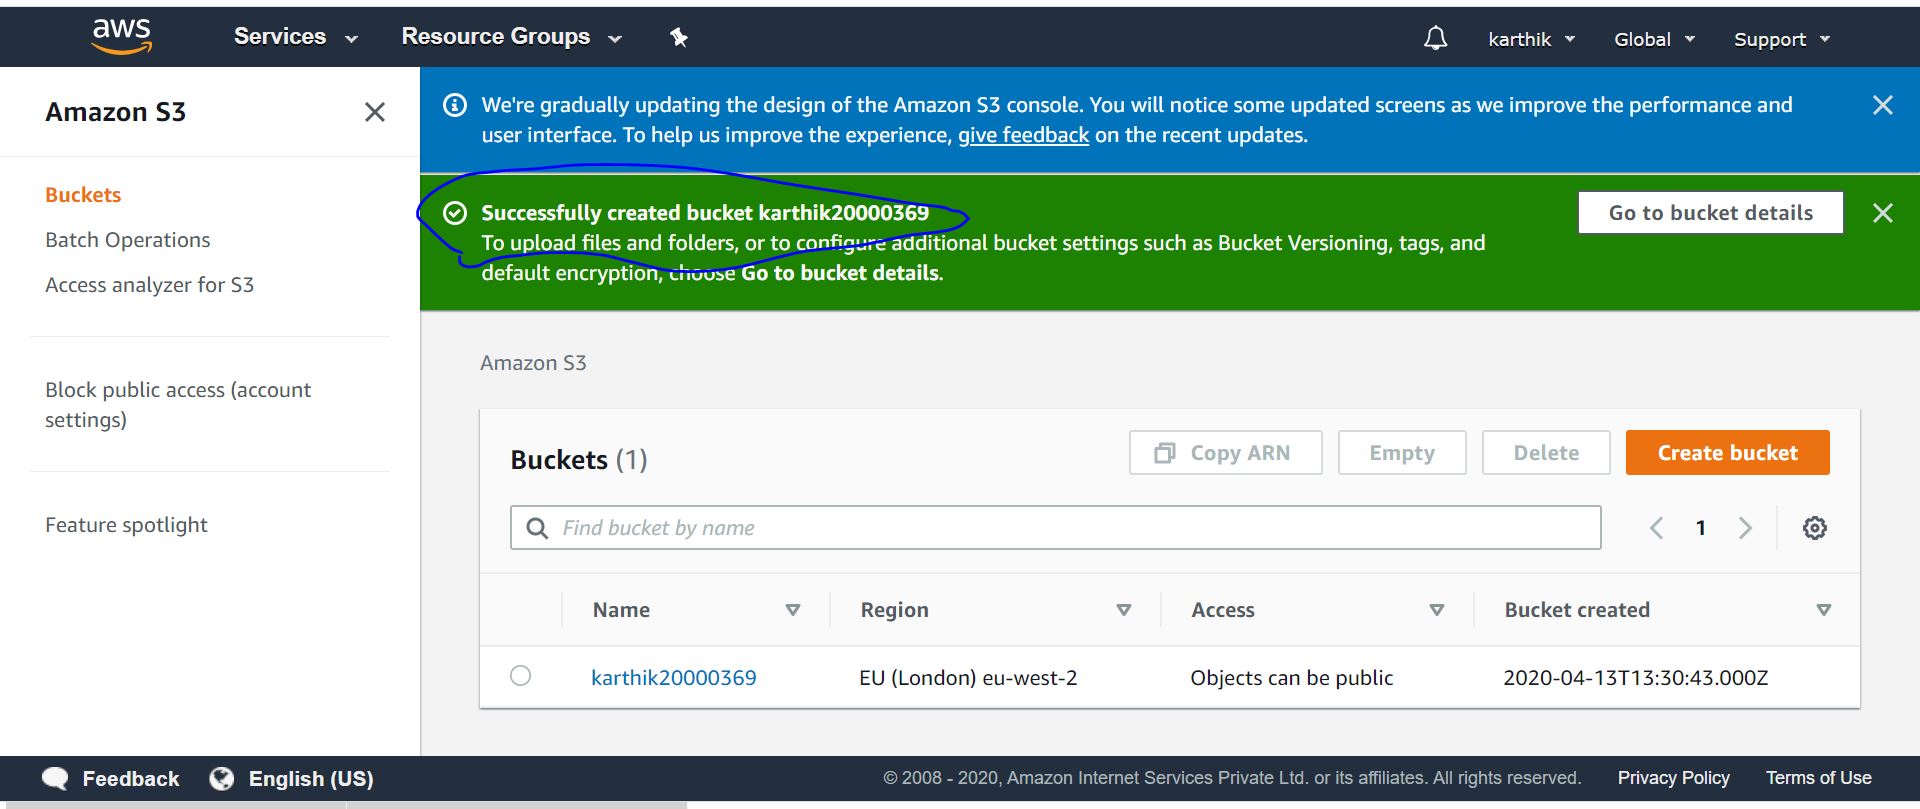 aws Services Resource Groups karthik Global Support
Amazon S3
Buckets
Batch Operations
Access analyzer for S3
Block public access (account
settings)
Feature spotlight
We're gradually updating the design of the Amazon S3 console. You will notice some updated screens as we improve the performance and
user interface. To help us improve the experience, give feedback on the recent updates.
Successfully created bucket karthik20000369
To upload files and folders, or to configure additional bucket settings such as Bucket Versioning, tags, and
default encryption, choose Go to bucket details.
Go to bucket details
Amazon S3
Buckets (1)
Copy ARN Empty Delete Create bucket
Find bucket by name
1
Name Region Access Bucket created
karthik20000369 EU (London) eu-west-2 Objects can be public 2020-04-13T13:30:43.000Z
Feedback English (US) © 2008 - 2020, Amazon Internet Services Private Ltd. or its affiliates. All rights reserved. Privacy Policy Terms of Use